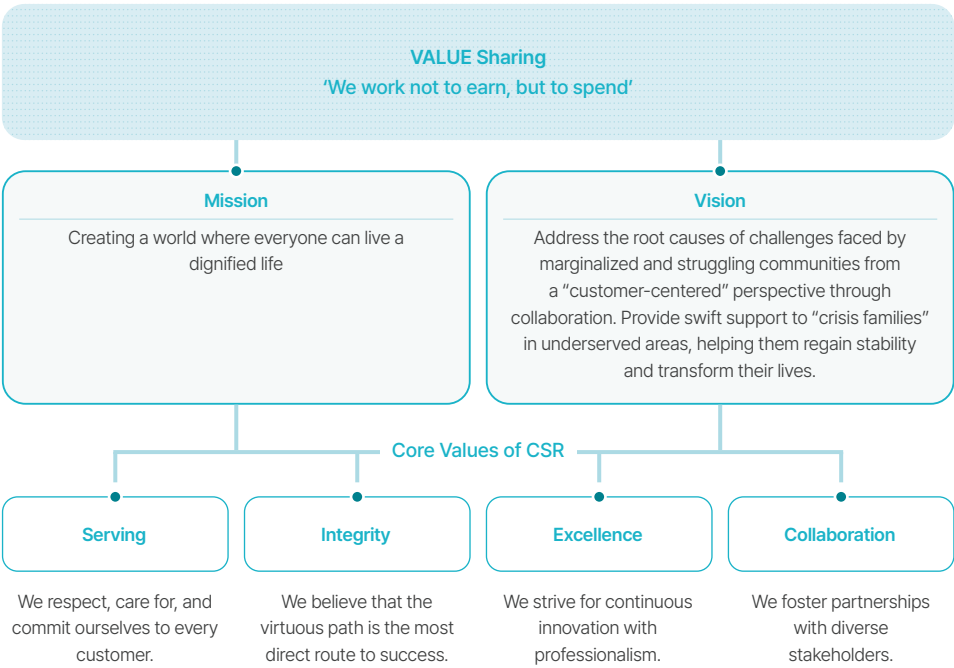 VALUE Sharing
‘We work not to earn, but to spend’
Mission
Creating a world where everyone can live a
dignified life
Vision
Address the root causes of challenges faced by
marginalized and struggling communities from
a “customer-centered” perspective through
collaboration. Provide swift support to “crisis families”
in underserved areas, helping them regain stability
and transform their lives.
Core Values of CSR
Serving
We respect, care for, and
commit ourselves to every
customer.
Integrity
We believe that the
virtuous path is the most
direct route to success.
Excellence
We strive for continuous
innovation with
professionalism.
Collaboration
We foster partnerships
with diverse
stakeholders.